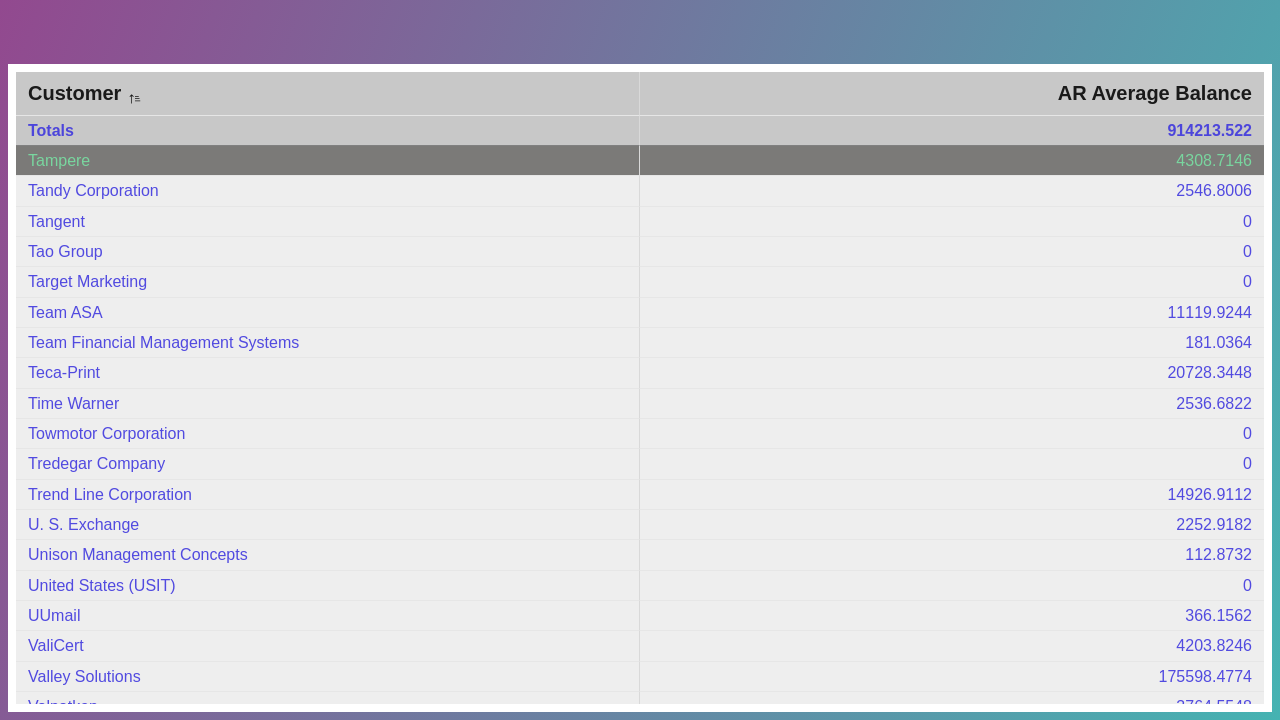 Customer
AR Average Balance
Totals 914213.522
Tampere 4308.7146
Tandy Corporation 2546.8006
Tangent 0
Tao Group 0
Target Marketing 0
Team ASA 11119.9244
Team Financial Management Systems 181.0364
Teca-Print 20728.3448
Time Warner 2536.6822
Towmotor Corporation 0
Tredegar Company 0
Trend Line Corporation 14926.9112
U. S. Exchange 2252.9182
Unison Management Concepts 112.8732
United States (USIT) 0
UUmail 366.1562
ValiCert 4203.8246
Valley Solutions 175598.4774